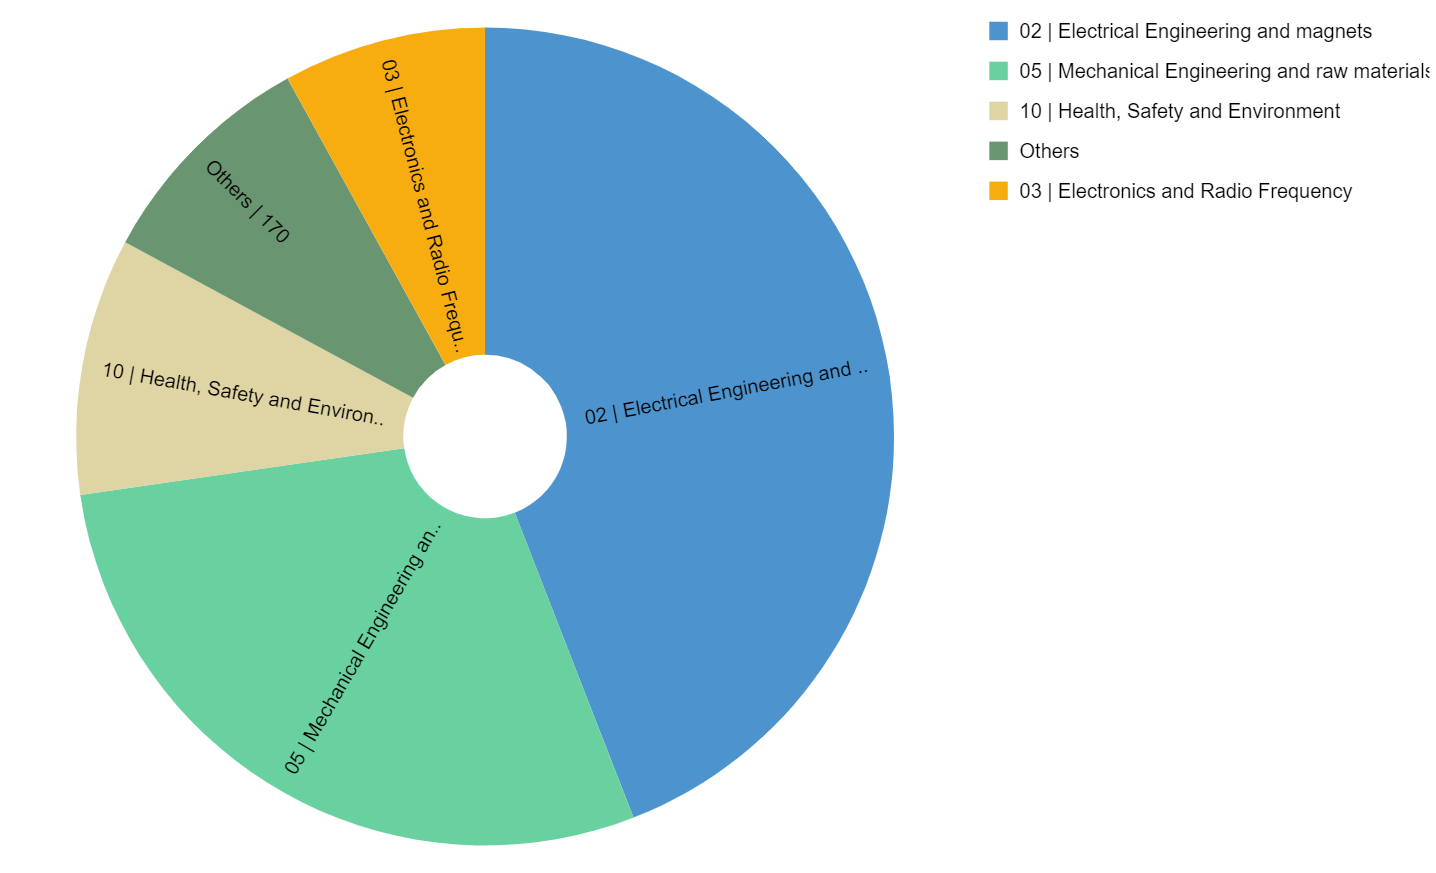 02 | Electrical Engineering and magnets
05 | Mechanical Engineering and raw materials
10 | Health, Safety and Environment
Others
03 | Electronics and Radio Frequency
03 | Electronics and Radio Frequ..
Others | 170
10 | Health, Safety and Environ..
02 | Electrical Engineering and ..
05 | Mechanical Engineering an..